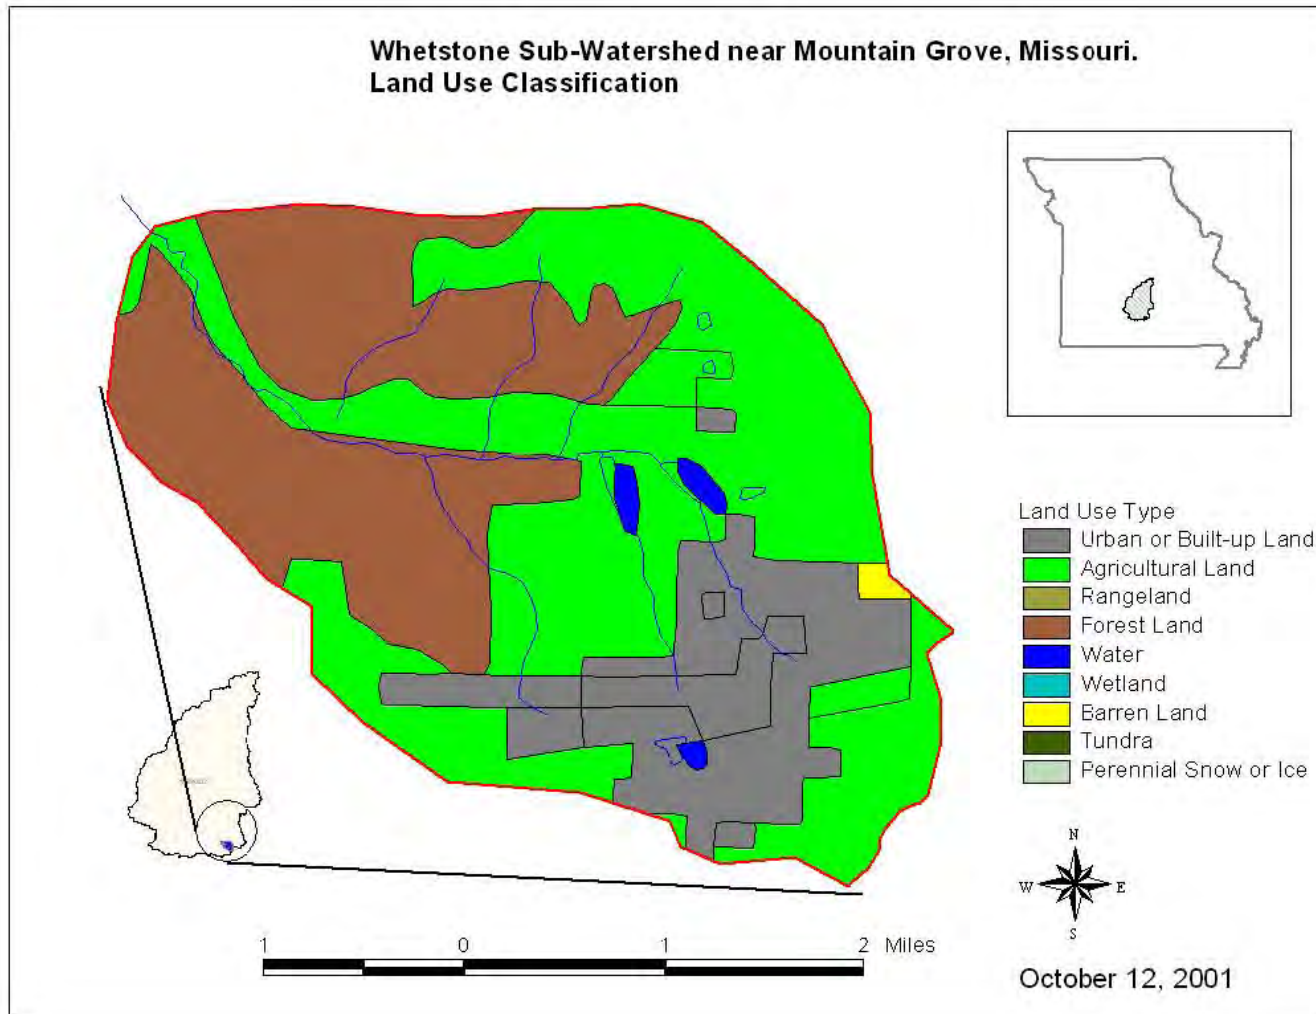 Whetstone Sub-Watershed near Mountain Grove, Missouri.
Land Use Classification
Land Use Type
Urban or Built-up Land
Agricultural Land
Rangeland
Forest Land
Water
Wetland
Barren Land
Tundra
Perennial Snow or Ice
N
W E
S
1 0 1 2 Miles
October 12, 2001